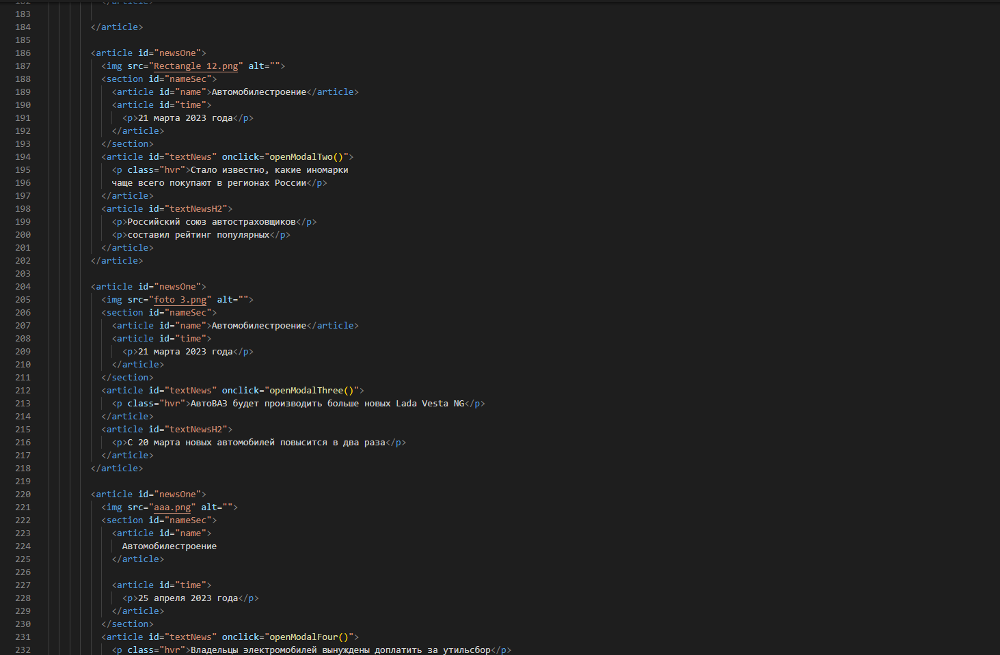 182 </article>
183
184 </article>
185
186 <article id="newsOne">
187 <img src="Rectangle 12.png" alt="">
188 <section id="nameSec">
189 <article id="name">Автомобилестроение</article>
190 <article id="time">
191 <p>21 марта 2023 года</p>
192 </article>
193 </section>
194 <article id="textNews" onclick="openModalTwo()">
195 <p class="hvr">Стало известно, какие иномарки
196 чаще всего покупают в регионах России</p>
197 </article>
198 <article id="textNewsH2">
199 <p>Российский союз автостраховщиков</p>
200 <p>составил рейтинг популярных</p>
201 </article>
202 </article>
203
204 <article id="newsOne">
205 <img src="foto 3.png" alt="">
206 <section id="nameSec">
207 <article id="name">Автомобилестроение</article>
208 <article id="time">
209 <p>21 марта 2023 года</p>
210 </article>
211 </section>
212 <article id="textNews" onclick="openModalThree()">
213 <p class="hvr">АвтоВАЗ будет производить больше новых Lada Vesta NG</p>
214 </article>
215 <article id="textNewsH2">
216 <p>С 20 марта новых автомобилей повысится в два раза</p>
217 </article>
218 </article>
219
220 <article id="newsOne">
221 <img src="aaa.png" alt="">
222 <section id="nameSec">
223 <article id="name">
224 Автомобилестроение
225 </article>
226
227 <article id="time">
228 <p>25 апреля 2023 года</p>
229 </article>
230 </section>
231 <article id="textNews" onclick="openModalFour()">
232 <p class="hvr">Владельцы электромобилей вынуждены доплатить за утильсбор</p>